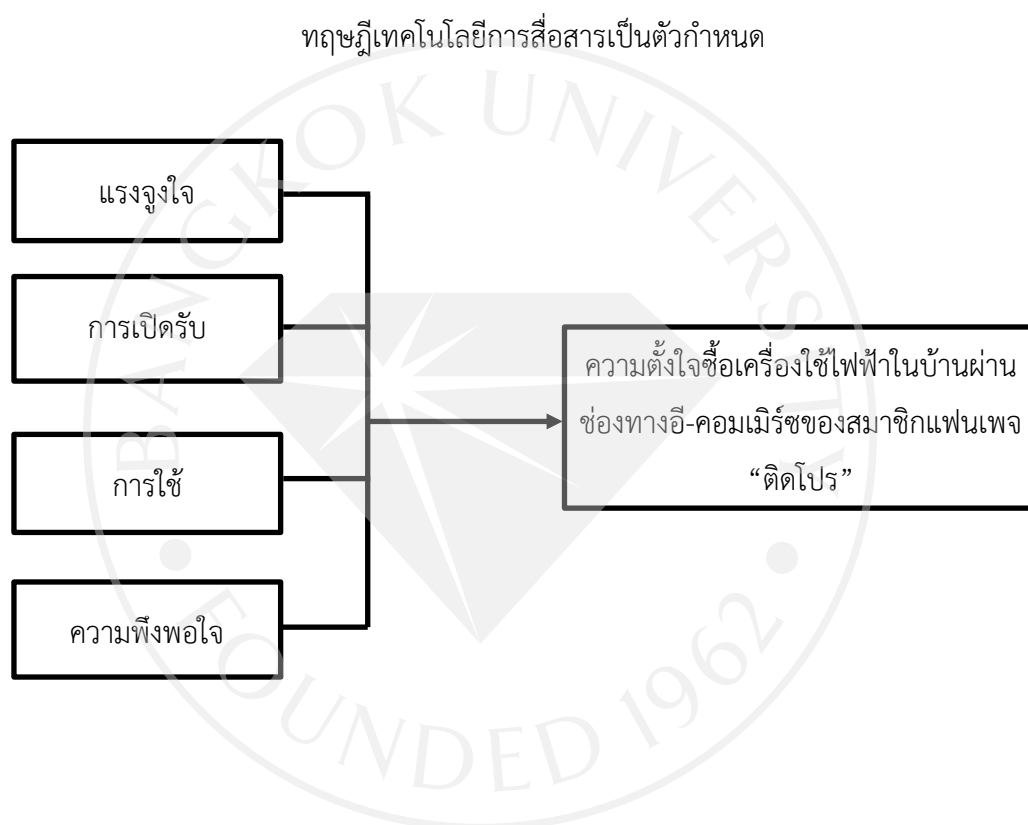 ทฤษฎีเทคโนโลยีการสื่อสารเป็นตัวกำหนด
แรงจูงใจ
การเปิดรับ
การใช้
ความพึงพอใจ
ความตั้งใจซื้อเครื่องใช้ไฟฟ้าในบ้านผ่าน
ช่องทางอี-คอมเมิร์ซของสมาชิกแฟนเพจ
“ติดโปร”
BANGKOK UNIVERSITY
FOUNDED 1962